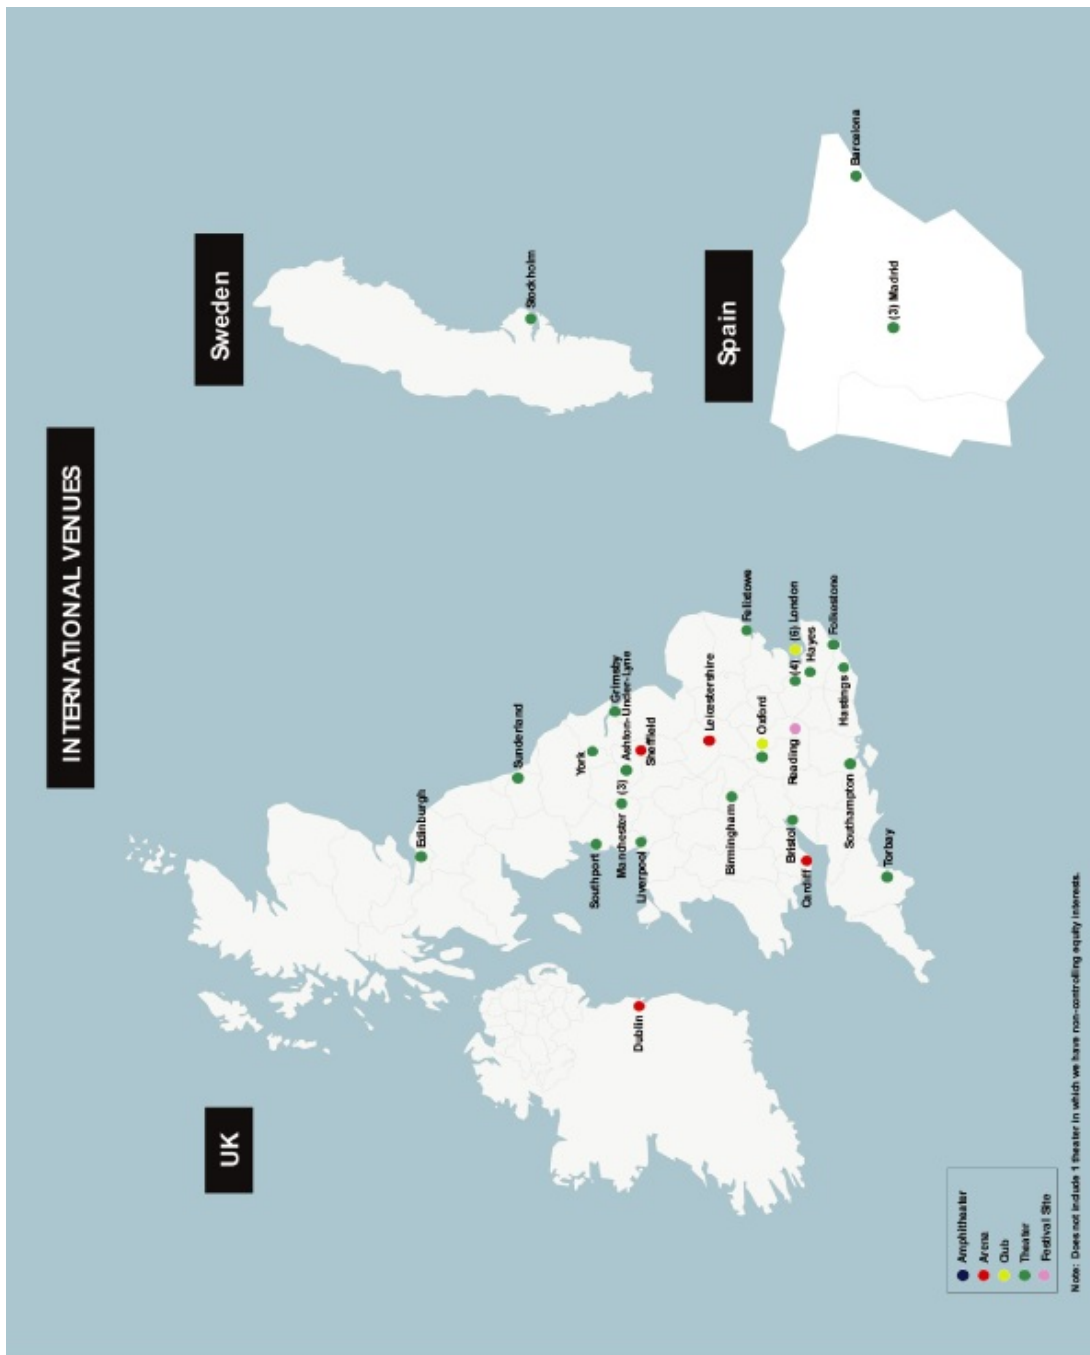 INTERNATIONAL VENUES
UK
Sweden
Spain
Edinburgh
Sunderland
York
Grimsby
Ashton-Under-Lyne
Southport
Manchester (3)
Sheffield
Liverpool
Leicestershire
Birmingham
Oxford
Felixtowe
Bristol
Cardiff
Reading
(4) (6) London
Hayes
Folkestone
Hastings
Southampton
Torbay
Dublin
Stockholm
Barcelona
(3) Madrid
Amphitheater
Arena
Club
Theater
Festival Site
Note: Does not include 1 theater in which we have non-controlling equity interests.